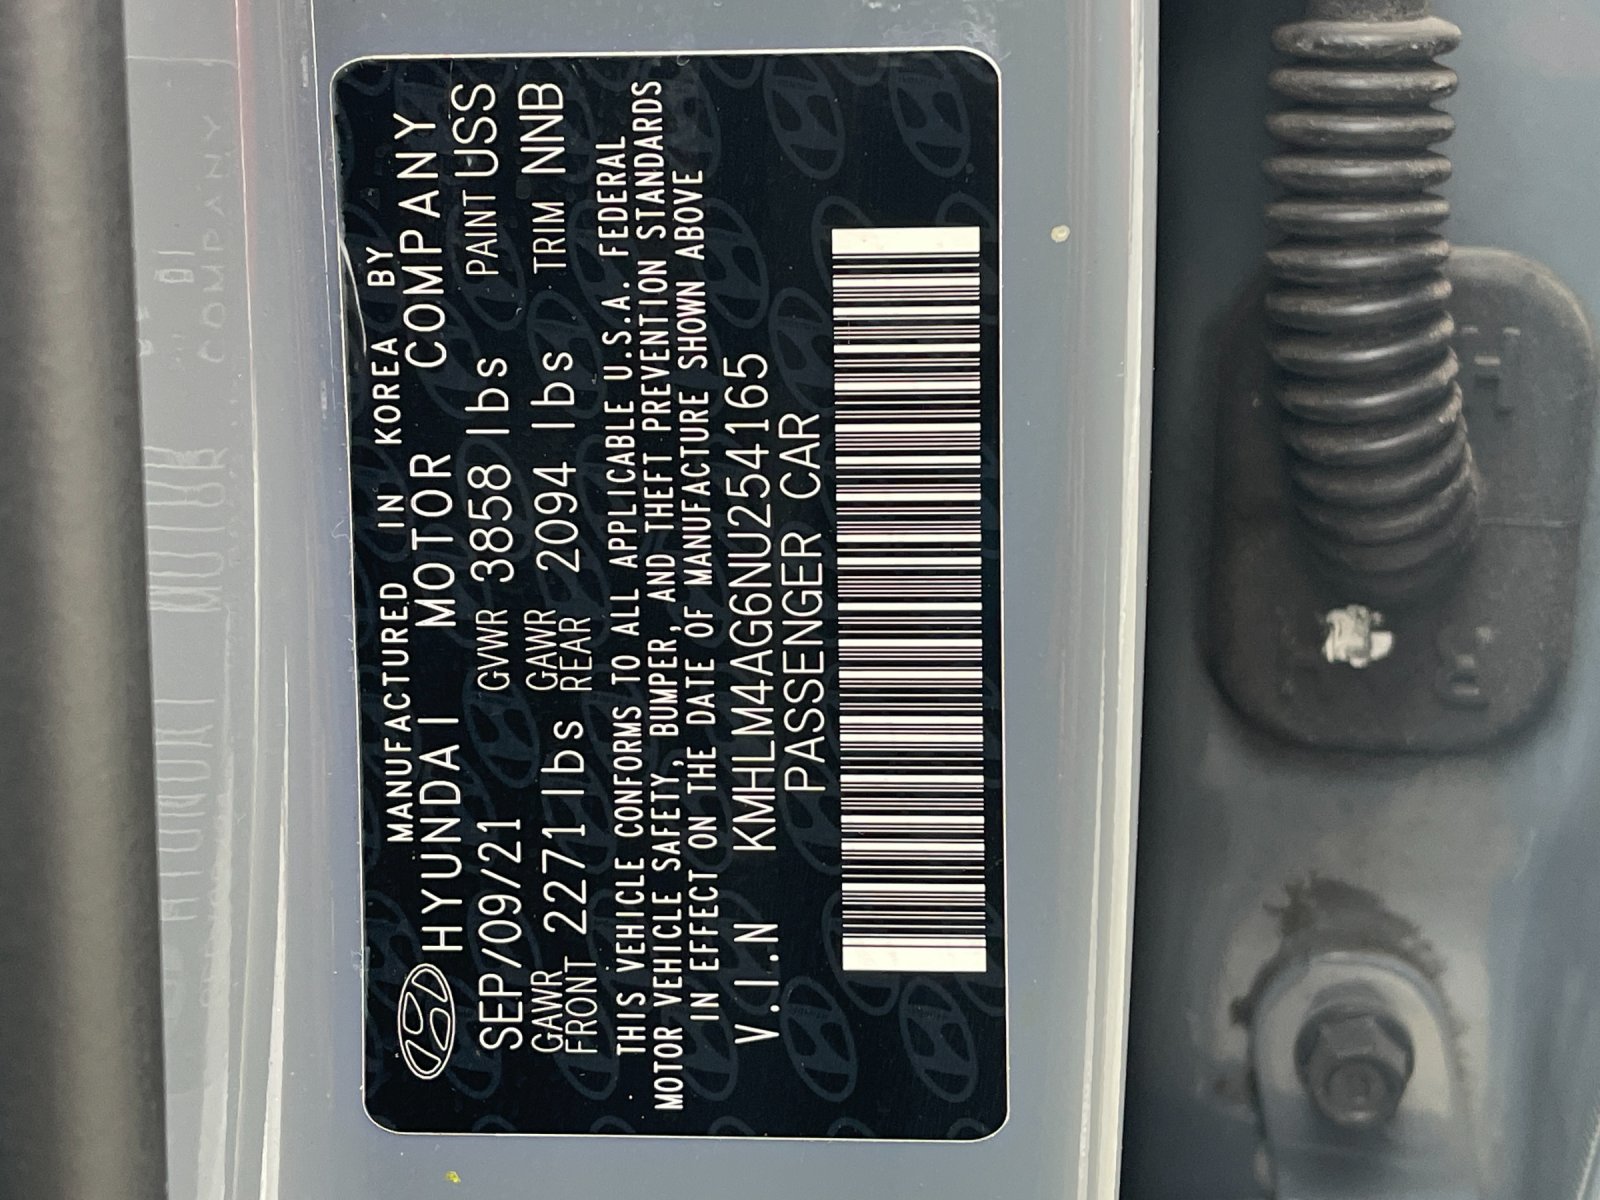 MANUFACTURED IN KOREA BY
HYUNDAI MOTOR COMPANY
SEP/09/21 GVWR 3858 lbs PAINT USS
GAWR FRONT 2271 lbs GAWR REAR 2094 lbs TRIM NNB
THIS VEHICLE CONFORMS TO ALL APPLICABLE U.S.A. FEDERAL
MOTOR VEHICLE SAFETY, BUMPER, AND THEFT PREVENTION STANDARDS
IN EFFECT ON THE DATE OF MANUFACTURE SHOWN ABOVE
V.I.N KMHLM4AG6NU254165
PASSENGER CAR